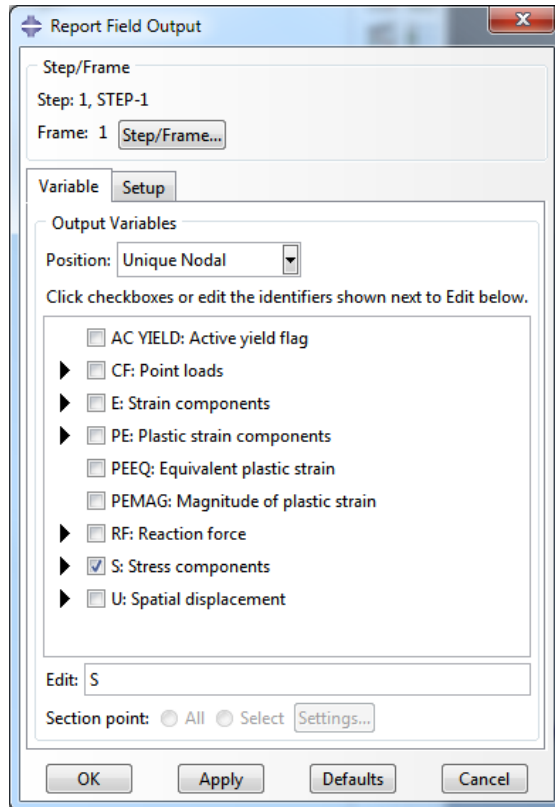 Report Field Output
Step/Frame
Step: 1, STEP-1
Frame: 1 Step/Frame...
Variable Setup
Output Variables
Position: Unique Nodal
Click checkboxes or edit the identifiers shown next to Edit below.
AC YIELD: Active yield flag
CF: Point loads
E: Strain components
PE: Plastic strain components
PEEQ: Equivalent plastic strain
PEMAG: Magnitude of plastic strain
RF: Reaction force
S: Stress components
U: Spatial displacement
Edit: S
Section point: All Select Settings...
OK Apply Defaults Cancel